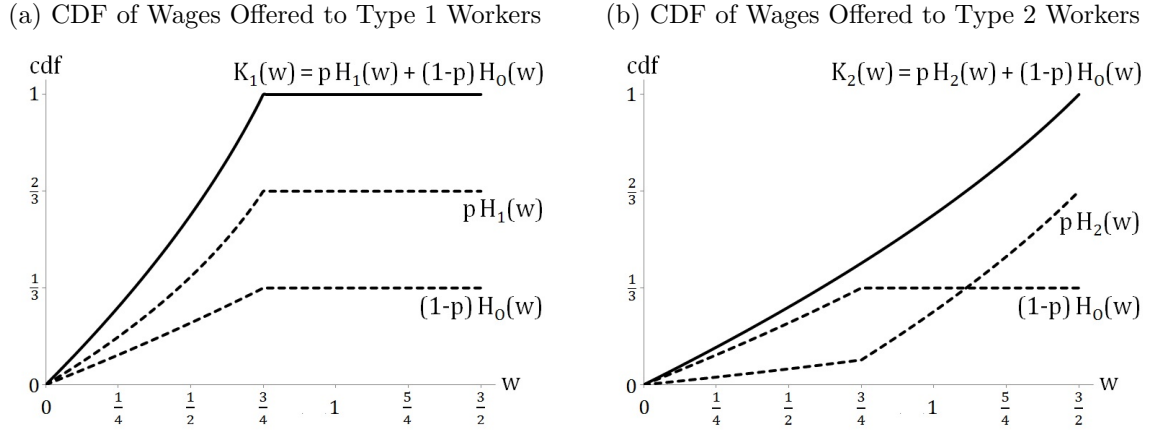 (a) CDF of Wages Offered to Type 1 Workers
cdf
K₁(w) = p H₁(w) + (1-p) H₀(w)
1
2/3
p H₁(w)
1/3
(1-p) H₀(w)
0
w
0 1/4 1/2 3/4 1 5/4 3/2
(b) CDF of Wages Offered to Type 2 Workers
cdf
K₂(w) = p H₂(w) + (1-p) H₀(w)
1
2/3
p H₂(w)
1/3
(1-p) H₀(w)
0
w
0 1/4 1/2 3/4 1 5/4 3/2